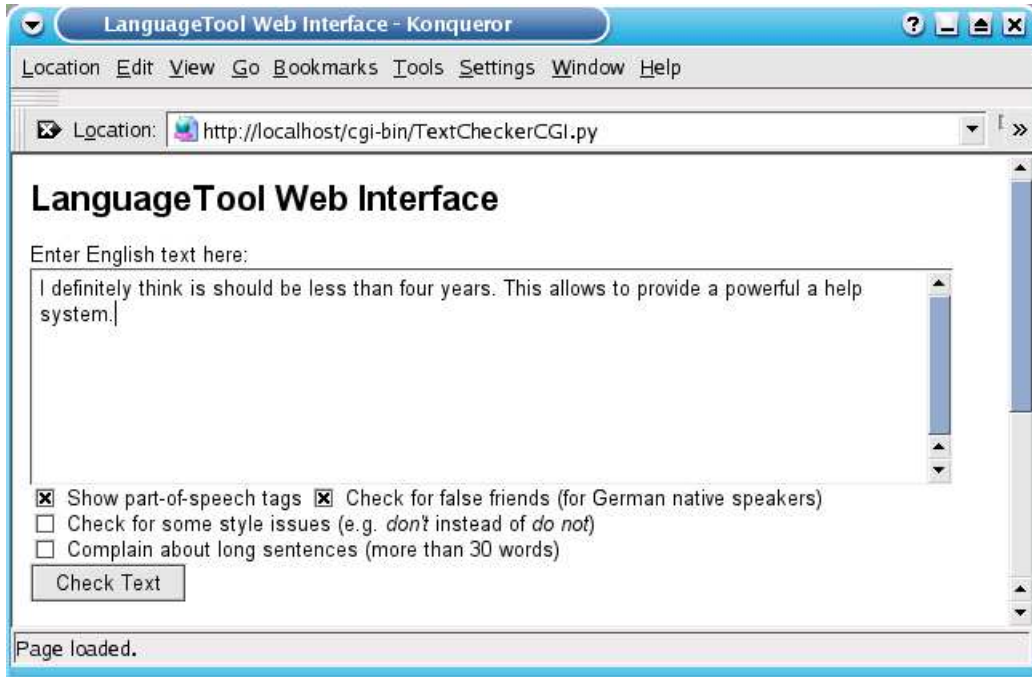 LanguageTool Web Interface - Konqueror
Location Edit View Go Bookmarks Tools Settings Window Help
Location: http://localhost/cgi-bin/TextCheckerCGI.py
LanguageTool Web Interface
Enter English text here:
I definitely think is should be less than four years. This allows to provide a powerful a help
system.
Show part-of-speech tags Check for false friends (for German native speakers)
Check for some style issues (e.g. don't instead of do not)
Complain about long sentences (more than 30 words)
Check Text
Page loaded.